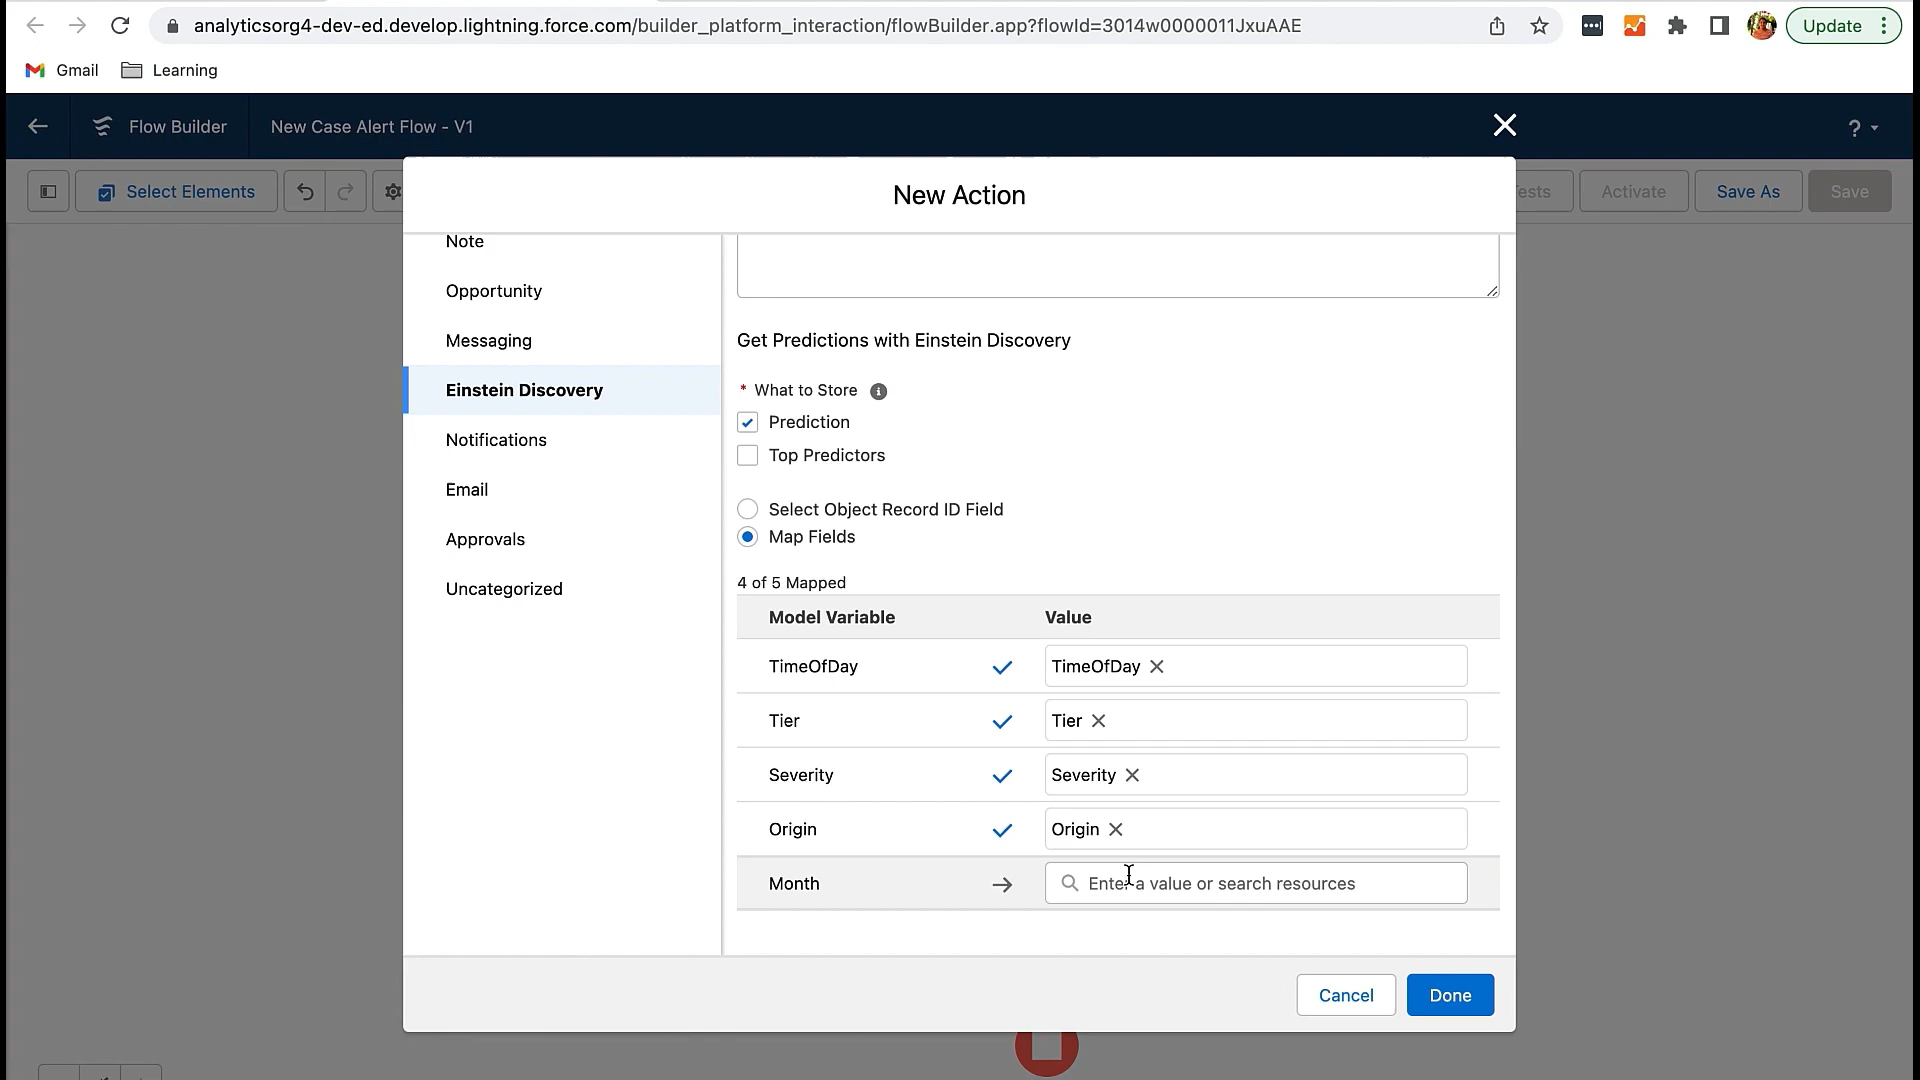 analyticsorg4-dev-ed.develop.lightning.force.com/builder_platform_interaction/flowBuilder.app?flowId=3014w0000011JxuAAE
Update
Gmail
Learning
Flow Builder
New Case Alert Flow - V1
?
Select Elements
New Action
Activate
Save As
Save
Note
Opportunity
Messaging
Einstein Discovery
Notifications
Email
Approvals
Uncategorized
Get Predictions with Einstein Discovery
* What to Store
Prediction
Top Predictors
Select Object Record ID Field
Map Fields
4 of 5 Mapped
Model Variable Value
TimeOfDay TimeOfDay
Tier Tier
Severity Severity
Origin Origin
Month Enter a value or search resources
Cancel Done